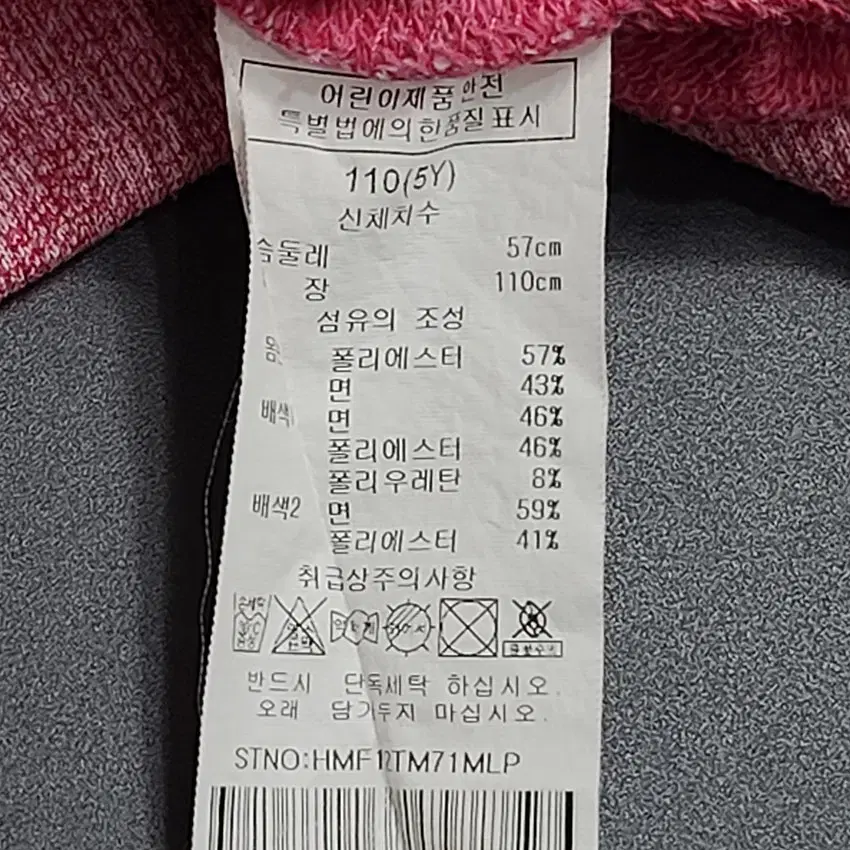 어린이제품안전
특별법에의한품질표시
110(5Y)
신체치수
슴둘레 57cm
장 110cm
섬유의 조성
폴리에스터 57%
면 43%
배색 면 46%
폴리에스터 46%
폴리우레탄 8%
배색2 면 59%
폴리에스터 41%
취급상주의사항
반드시 단독세탁 하십시오.
오래 담가두지 마십시오.
STNO:HMF12TM71MLP